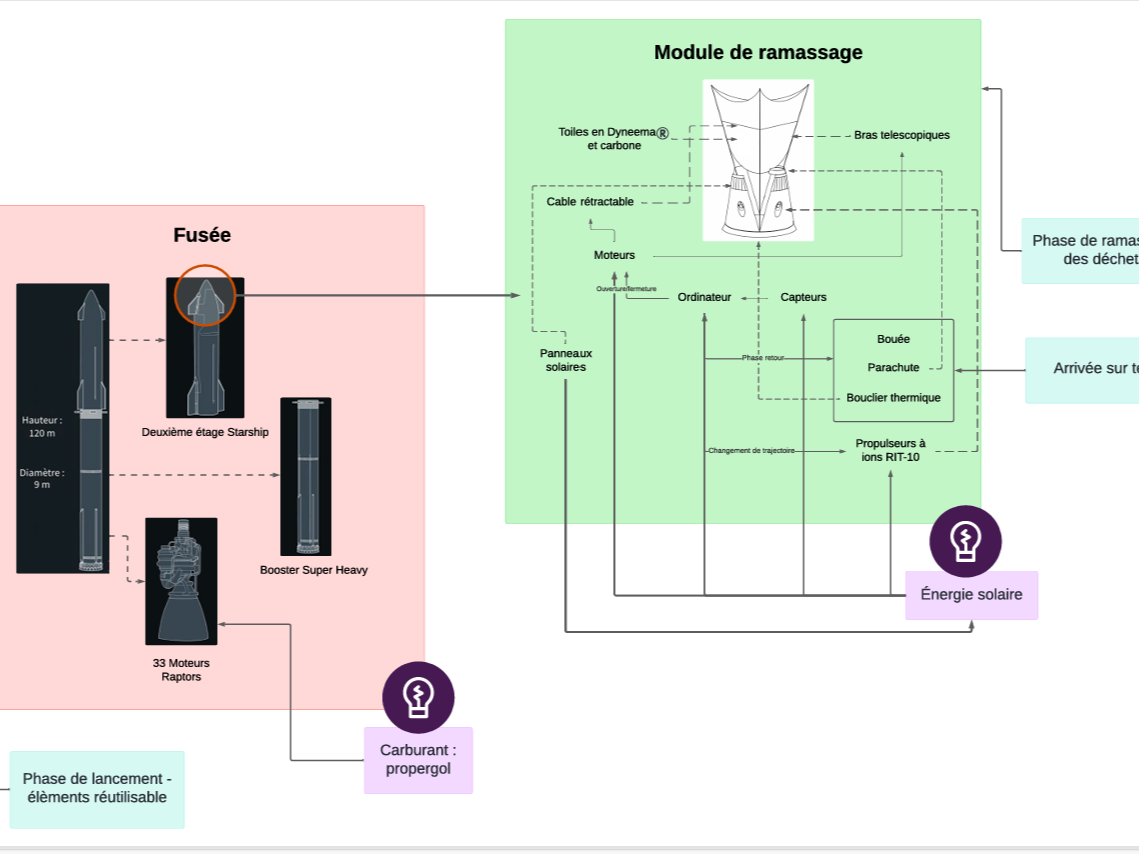 Module de ramassage
Toiles en Dyneema®
et carbone
Bras telescopiques
Cable rétractable
Moteurs
Ouverture/fermeture
Ordinateur
Capteurs
Panneaux
solaires
Phase retour
Bouée
Parachute
Bouclier thermique
Changement de trajectoire
Propulseurs à
ions RIT-10
Énergie solaire
Phase de ramas
des déchet
Arrivée sur te
Fusée
Hauteur :
120 m
Diamètre :
9 m
Deuxième étage Starship
Booster Super Heavy
33 Moteurs
Raptors
Carburant :
propergol
Phase de lancement -
élèments réutilisable